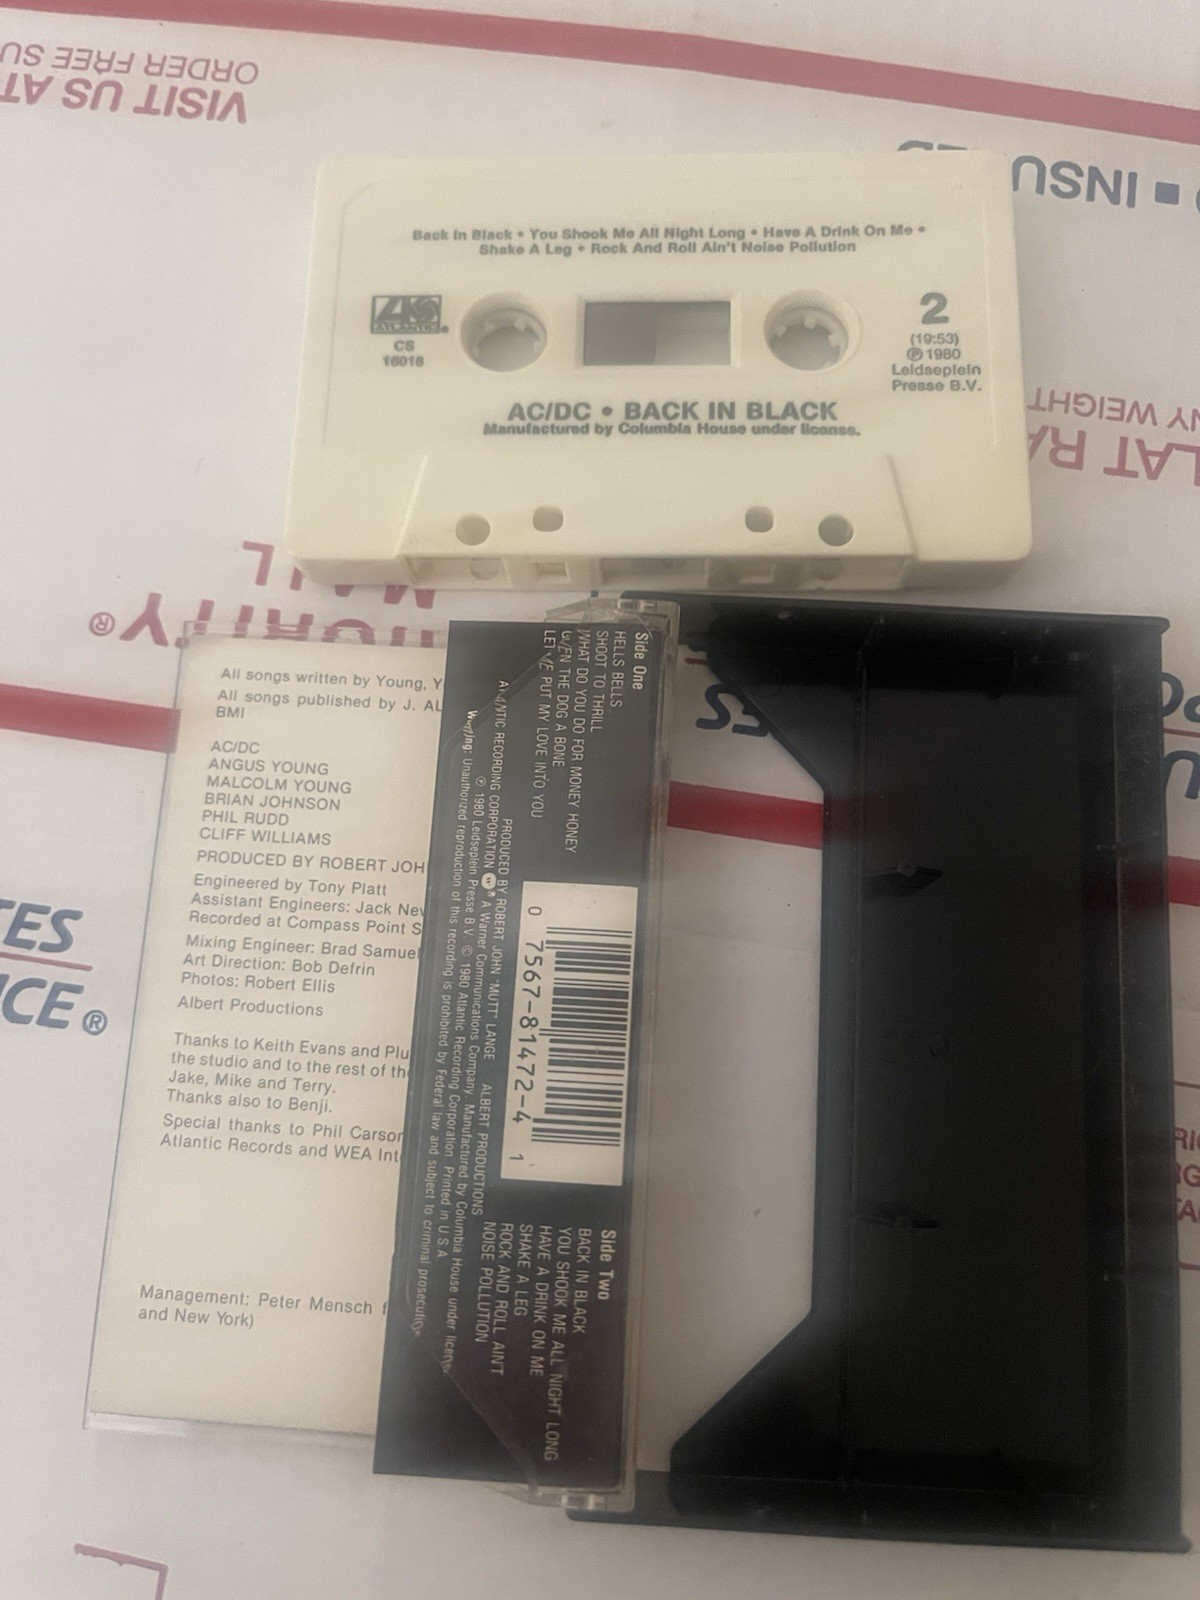 VISIT US AT
ORDER FREE SU
INSURED
Back In Black • You Shook Me All Night Long • Have A Drink On Me •
Shake A Leg • Rock And Roll Ain't Noise Pollution
ATLANTIC®
CS
16018
2
(19:53)
℗ 1980
Leidseplein
Presse B.V.
AC/DC • BACK IN BLACK
Manufactured by Columbia House under license.
NY WEIGHT
LAT RA
MAIL
PRIORITY®
All songs written by Young, Y
All songs published by J. AL
BMI
AC/DC
ANGUS YOUNG
MALCOLM YOUNG
BRIAN JOHNSON
PHIL RUDD
CLIFF WILLIAMS
PRODUCED BY ROBERT JOH
Engineered by Tony Platt
Assistant Engineers: Jack New
Recorded at Compass Point S
Mixing Engineer: Brad Samue
Art Direction: Bob Defrin
Photos: Robert Ellis
Albert Productions
Thanks to Keith Evans and Plu
the studio and to the rest of th
Jake, Mike and Terry.
Thanks also to Benji.
Special thanks to Phil Carson
Atlantic Records and WEA Int
Management: Peter Mensch f
and New York)
Side One
HELLS BELLS
SHOOT TO THRILL
WHAT DO YOU DO FOR MONEY HONEY
GIVEN THE DOG A BONE
LET ME PUT MY LOVE INTO YOU
0 7567-81472-4 1
Side Two
BACK IN BLACK
YOU SHOOK ME ALL NIGHT LONG
HAVE A DRINK ON ME
SHAKE A LEG
ROCK AND ROLL AIN'T
NOISE POLLUTION
PRODUCED BY ROBERT JOHN "MUTT" LANGE ALBERT PRODUCTIONS
ATLANTIC RECORDING CORPORATION ® A Warner Communications Company. Manufactured by Columbia House under license.
℗ 1980 Leidseplein Presse B.V. © 1980 Atlantic Recording Corporation. Printed in U.S.A.
Warning: Unauthorized reproduction of this recording is prohibited by Federal law and subject to criminal prosecution.
TES
ICE®